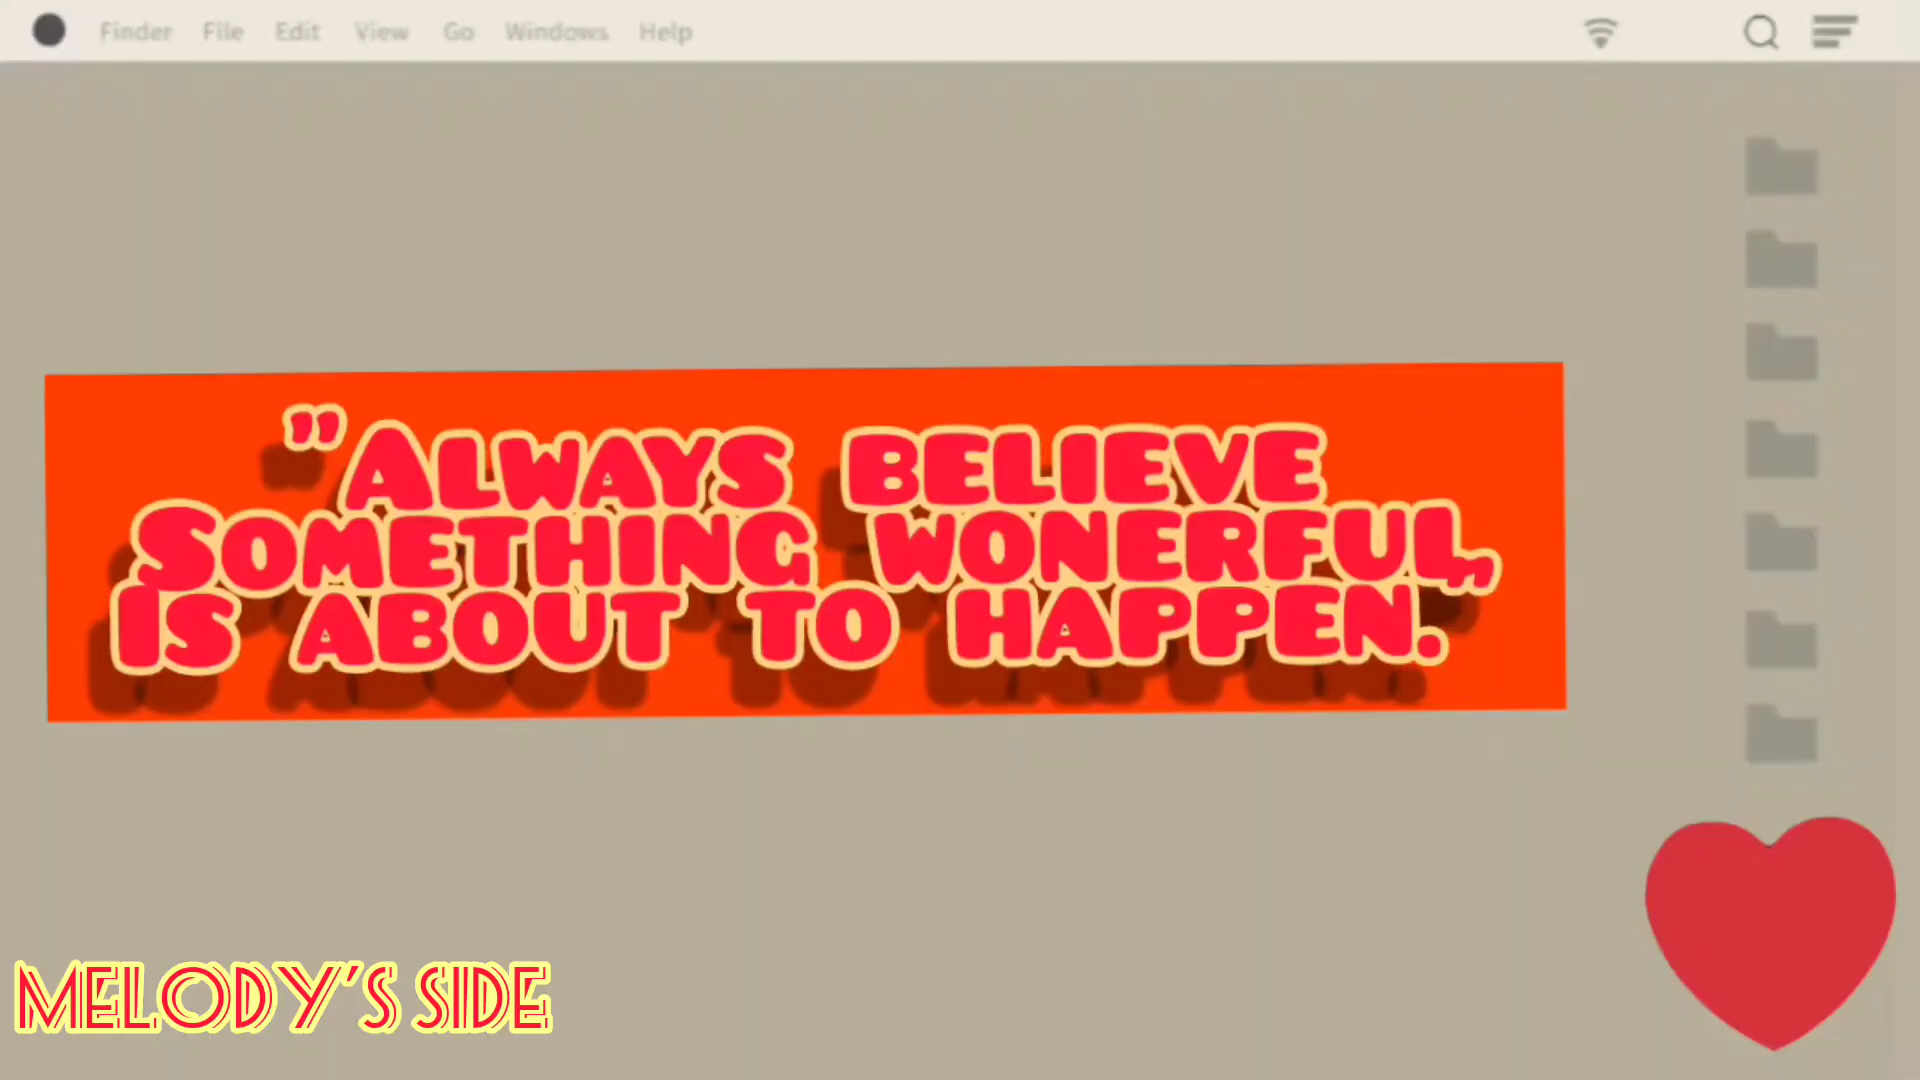 Finder File Edit View Go Windows Help
"Always believe
Something wonerful"
Is about to happen.
MELODY'S SIDE